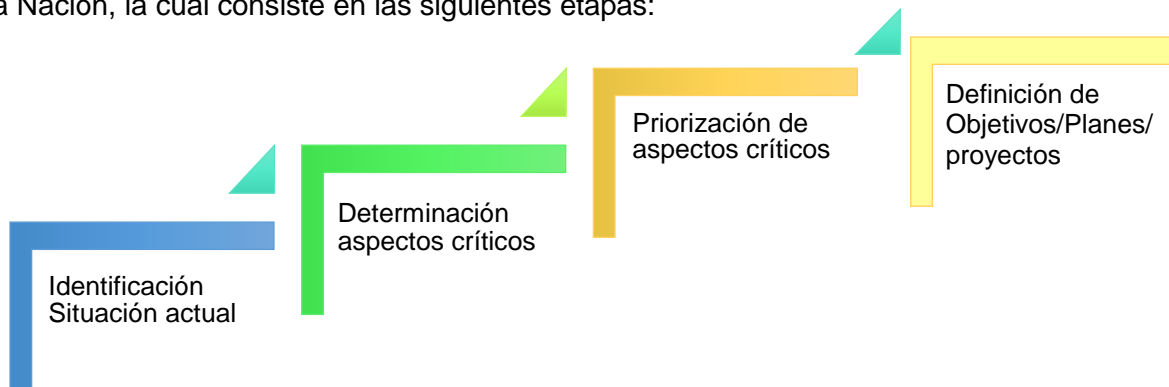 a Nación, la cual consiste en las siguientes etapas:
Identificación
Situación actual
Determinación
aspectos críticos
Priorización de
aspectos críticos
Definición de
Objetivos/Planes/
proyectos